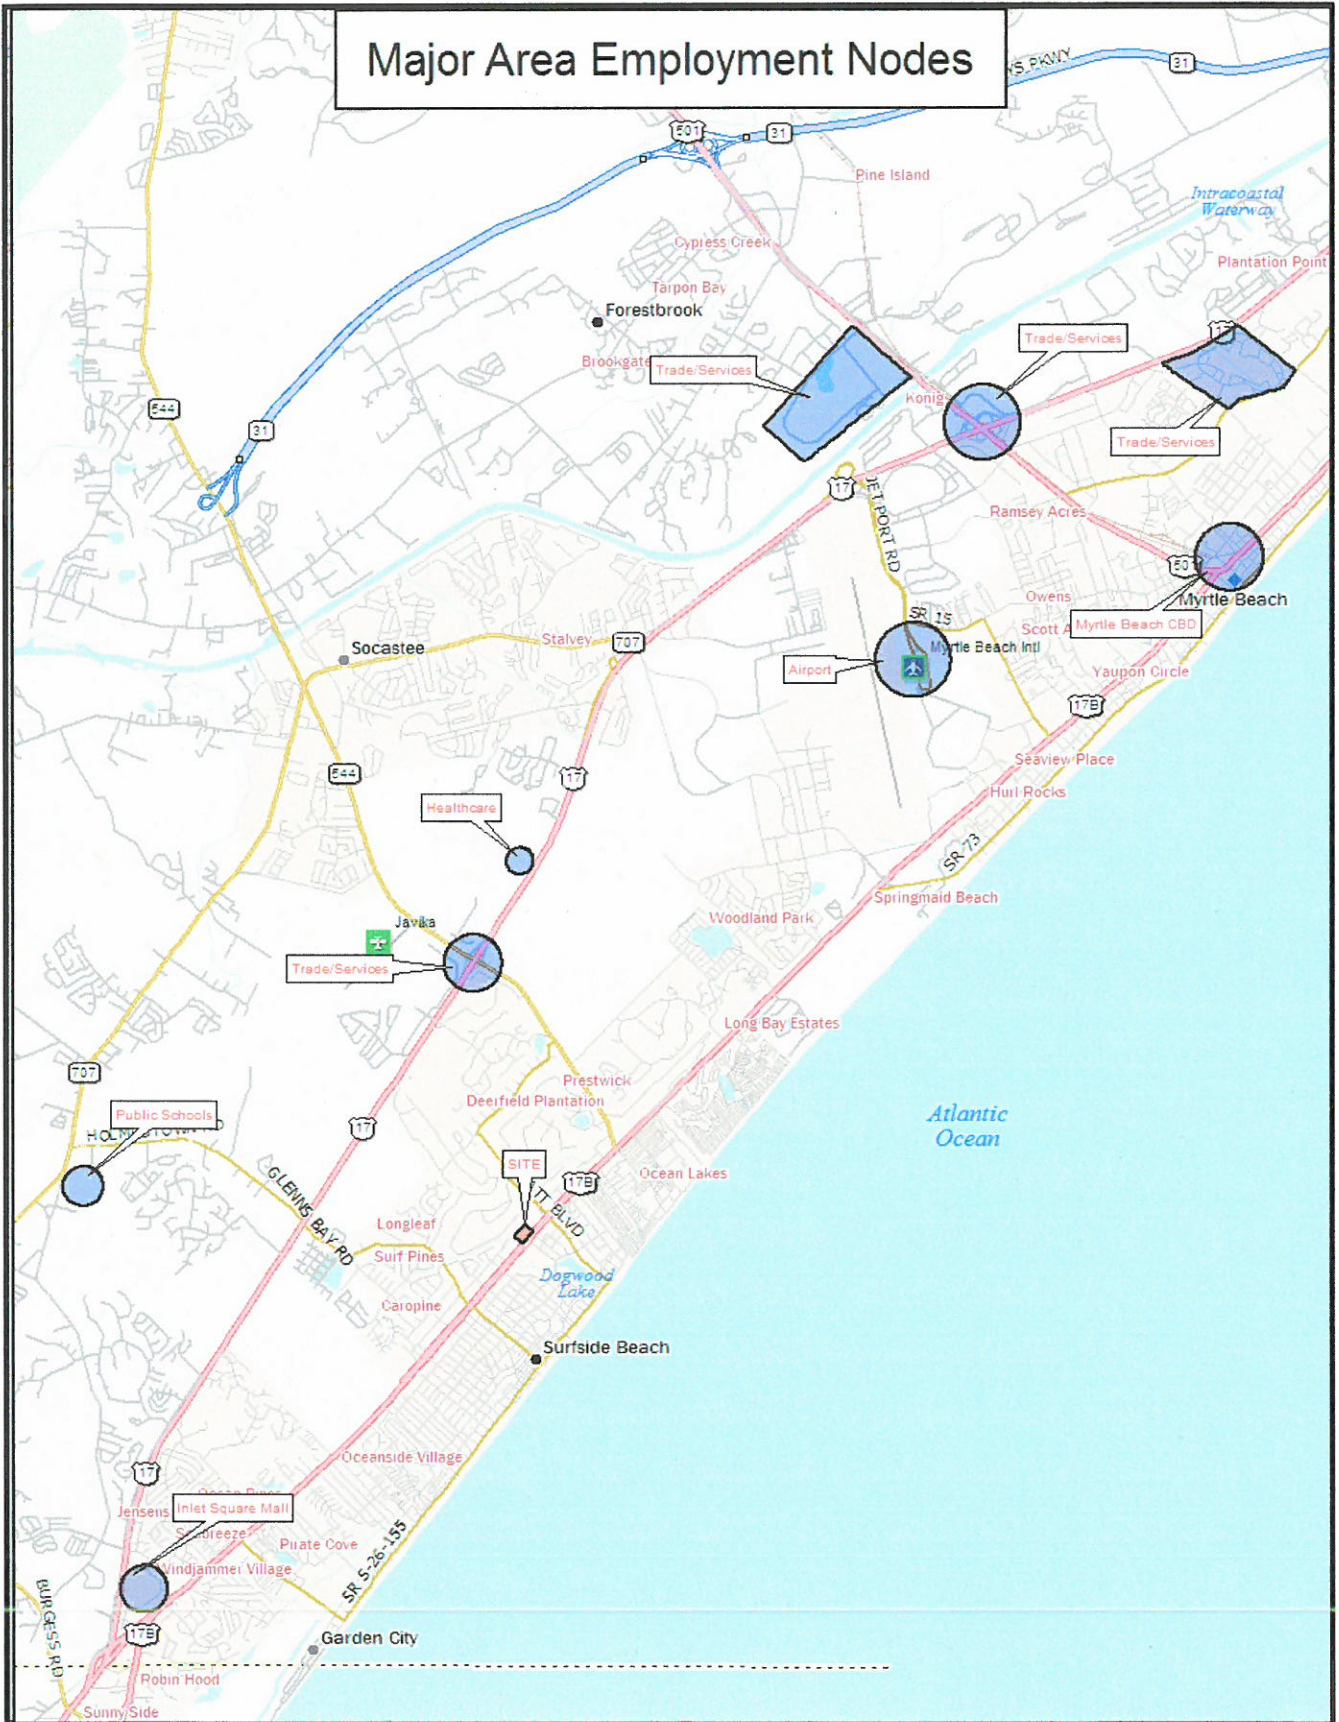 Major Area Employment Nodes
YS PKWY
31
501
31
Pine Island
Intracoastal
Waterway
Cypress Creek
Plantation Point
Tarpon Bay
Forestbrook
Trade/Services
17
Brookgate
Trade/Services
Konig
544
31
Trade/Services
17
JETPORT RD
Ramsey Acres
501
Myrtle Beach
Owens
SR 15
Myrtle Beach CBD
Scott A
Stalvey
707
Socastee
Myrtle Beach Intl
Airport
Yaupon Circle
17B
544
17
Seaview Place
Hurl Rocks
Healthcare
SR 73
Springmaid Beach
Woodland Park
Javika
Trade/Services
Long Bay Estates
707
Prestwick
Deerfield Plantation
Public Schools
17
Atlantic
Ocean
SITE
17B
Ocean Lakes
GLENNS BAY RD
TT BLVD
Longleaf
Surf Pines
Dogwood
Lake
Caropine
Surfside Beach
Oceanside Village
17
Jensens
Inlet Square Mall
Pirate Cove
Windjammer Village
SR S-26-155
BURGESS RD
17B
Garden City
Robin Hood
Sunny Side